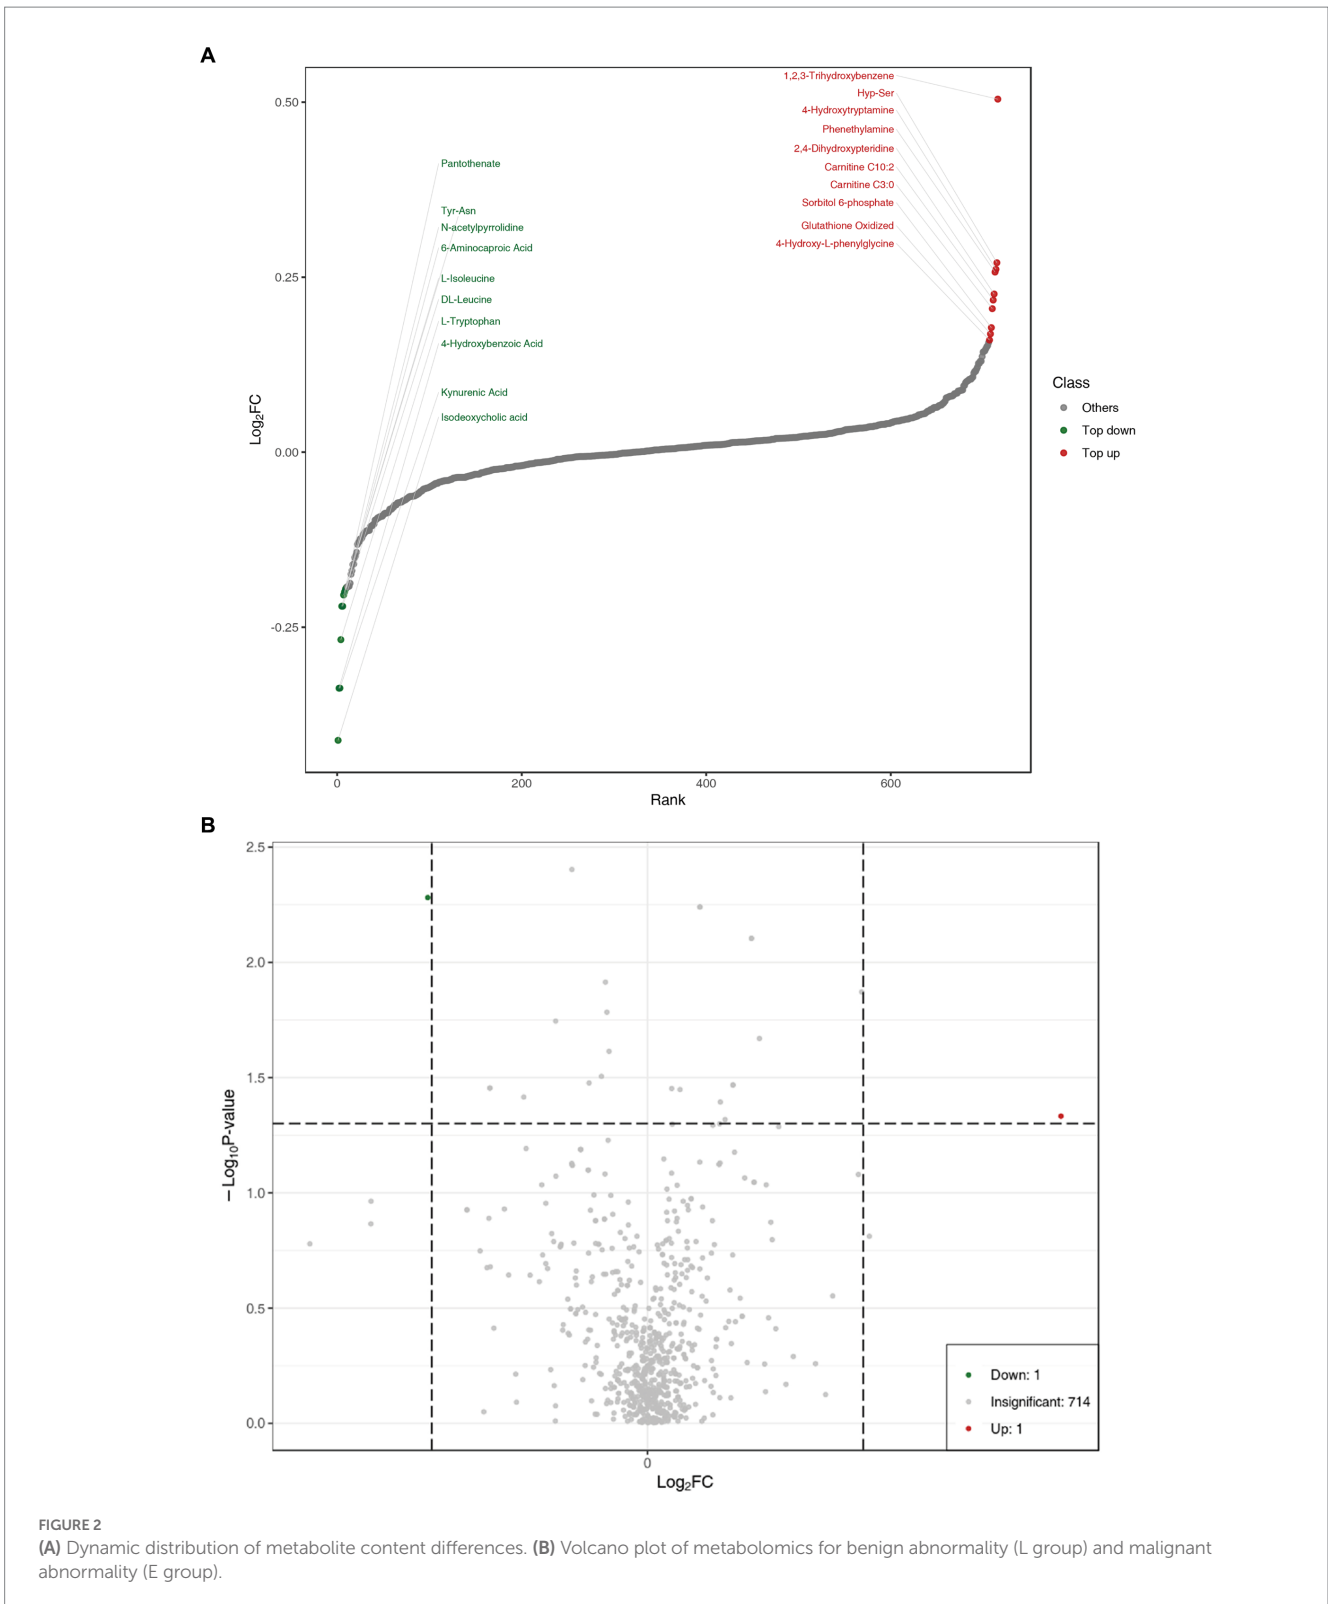 A
1,2,3-Trihydroxybenzene
Hyp-Ser
4-Hydroxytryptamine
Phenethylamine
2,4-Dihydroxypteridine
Carnitine C10:2
Carnitine C3:0
Sorbitol 6-phosphate
Glutathione Oxidized
4-Hydroxy-L-phenylglycine
Pantothenate
Tyr-Asn
N-acetylpyrrolidine
6-Aminocaproic Acid
L-Isoleucine
DL-Leucine
L-Tryptophan
4-Hydroxybenzoic Acid
Kynurenic Acid
Isodeoxycholic acid
0.50
0.25
0.00
-0.25
Log₂FC
0
200
400
600
Rank
Class
Others
Top down
Top up
B
2.5
2.0
1.5
1.0
0.5
0.0
−Log₁₀P-value
0
Log₂FC
Down: 1
Insignificant: 714
Up: 1
FIGURE 2
(A) Dynamic distribution of metabolite content differences. (B) Volcano plot of metabolomics for benign abnormality (L group) and malignant
abnormality (E group).